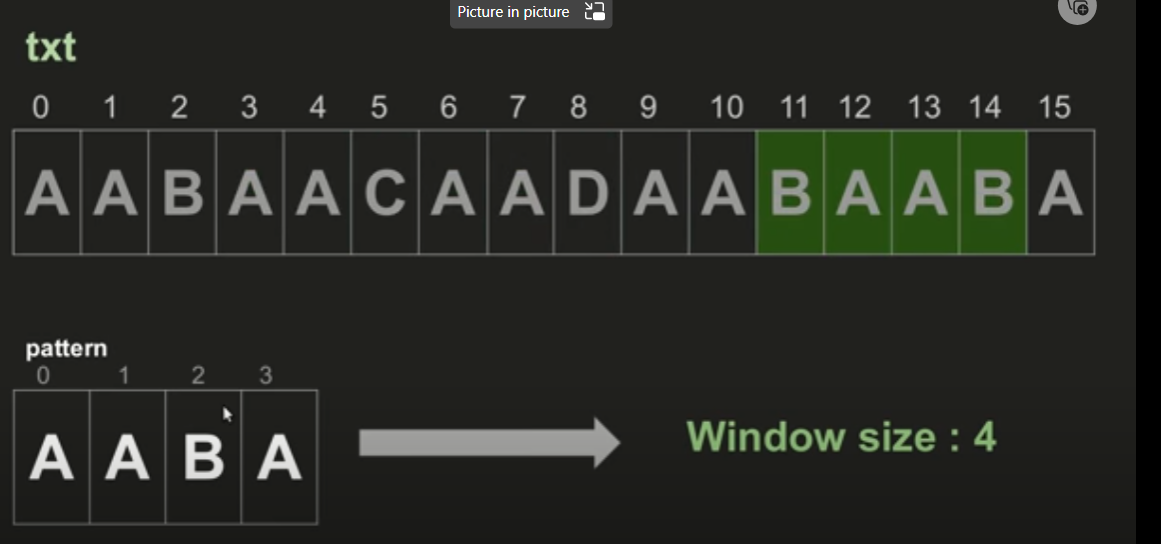 Picture in picture
txt
0 1 2 3 4 5 6 7 8 9 10 11 12 13 14 15
A A B A A C A A D A A B A A B A
pattern
0 1 2 3
A A B A
Window size : 4